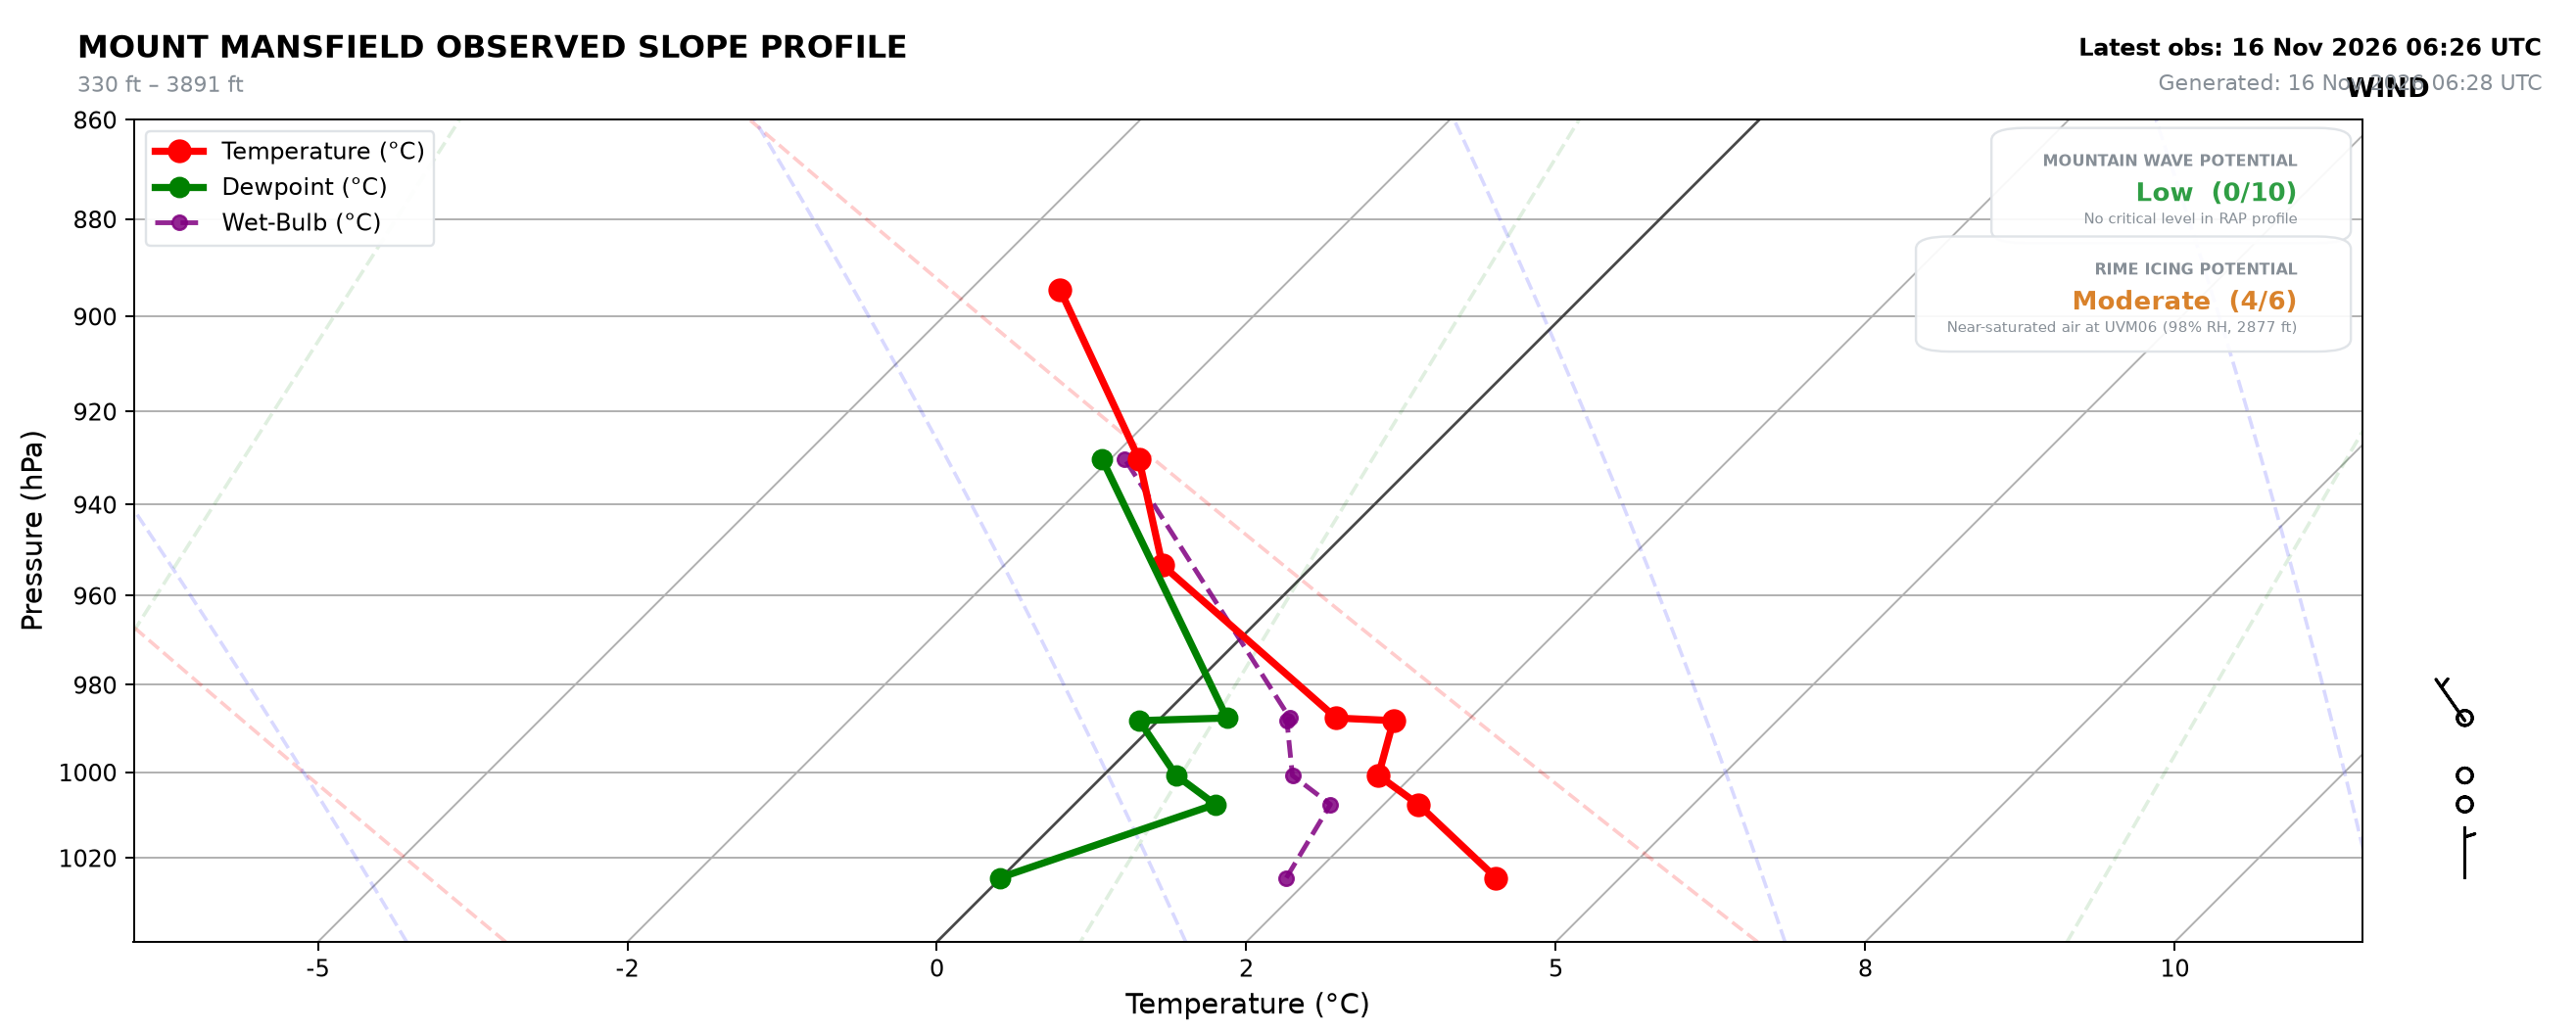 MOUNT MANSFIELD OBSERVED SLOPE PROFILE
330 ft – 3891 ft
Latest obs: 16 Nov 2026 06:26 UTC
Generated: 16 Nov 2026 06:28 UTC
WIND
Temperature (°C)
Dewpoint (°C)
Wet-Bulb (°C)
MOUNTAIN WAVE POTENTIAL
Low (0/10)
No critical level in RAP profile
RIME ICING POTENTIAL
Moderate (4/6)
Near-saturated air at UVM06 (98% RH, 2877 ft)
Pressure (hPa)
860
880
900
920
940
960
980
1000
1020
-5 -2 0 2 5 8 10
Temperature (°C)